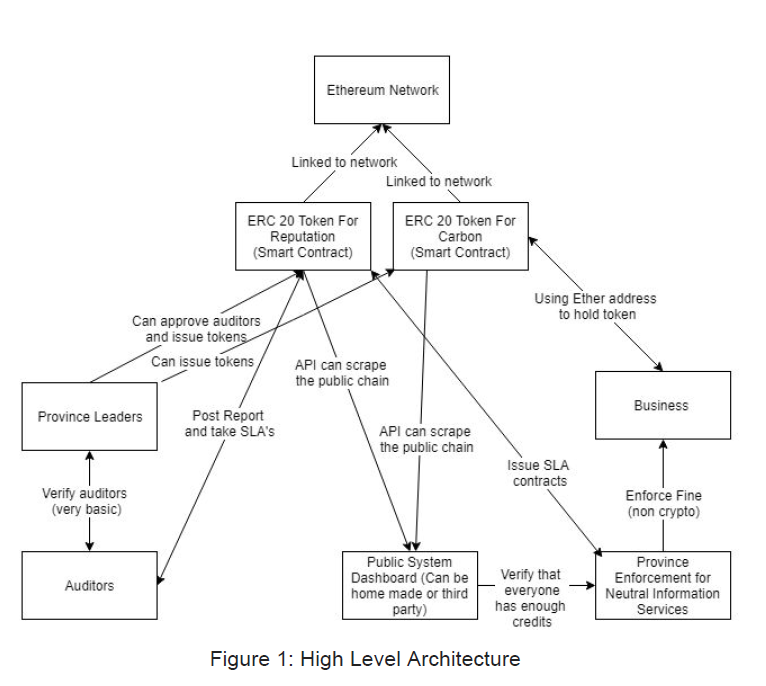 Ethereum Network
Linked to network
Linked to network
ERC 20 Token For
Reputation
(Smart Contract)
ERC 20 Token For
Carbon
(Smart Contract)
Using Ether address
to hold token
Can approve auditors
and issue tokens
Can issue tokens
API can scrape
the public chain
Province Leaders
Post Report
and take SLA's
API can scrape
the public chain
Business
Issue SLA
contracts
Verify auditors
(very basic)
Enforce Fine
(non crypto)
Auditors
Public System
Dashboard (Can be
home made or third
party)
Verify that
everyone
has enough
credits
Province
Enforcement for
Neutral Information
Services
Figure 1: High Level Architecture